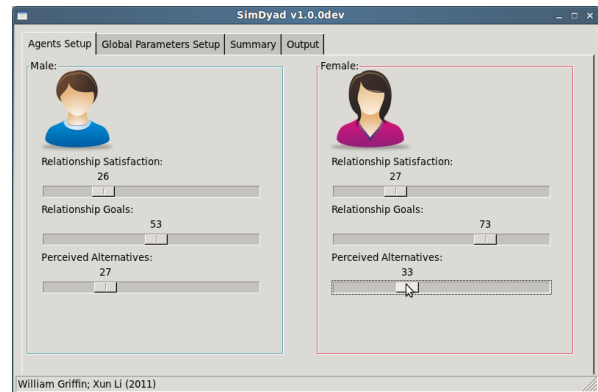 SimDyad v1.0.0dev
Agents Setup Global Parameters Setup Summary Output
Male:
Relationship Satisfaction:
26
Relationship Goals:
53
Perceived Alternatives:
27
Female:
Relationship Satisfaction:
27
Relationship Goals:
73
Perceived Alternatives:
33
William Griffin; Xun Li (2011)